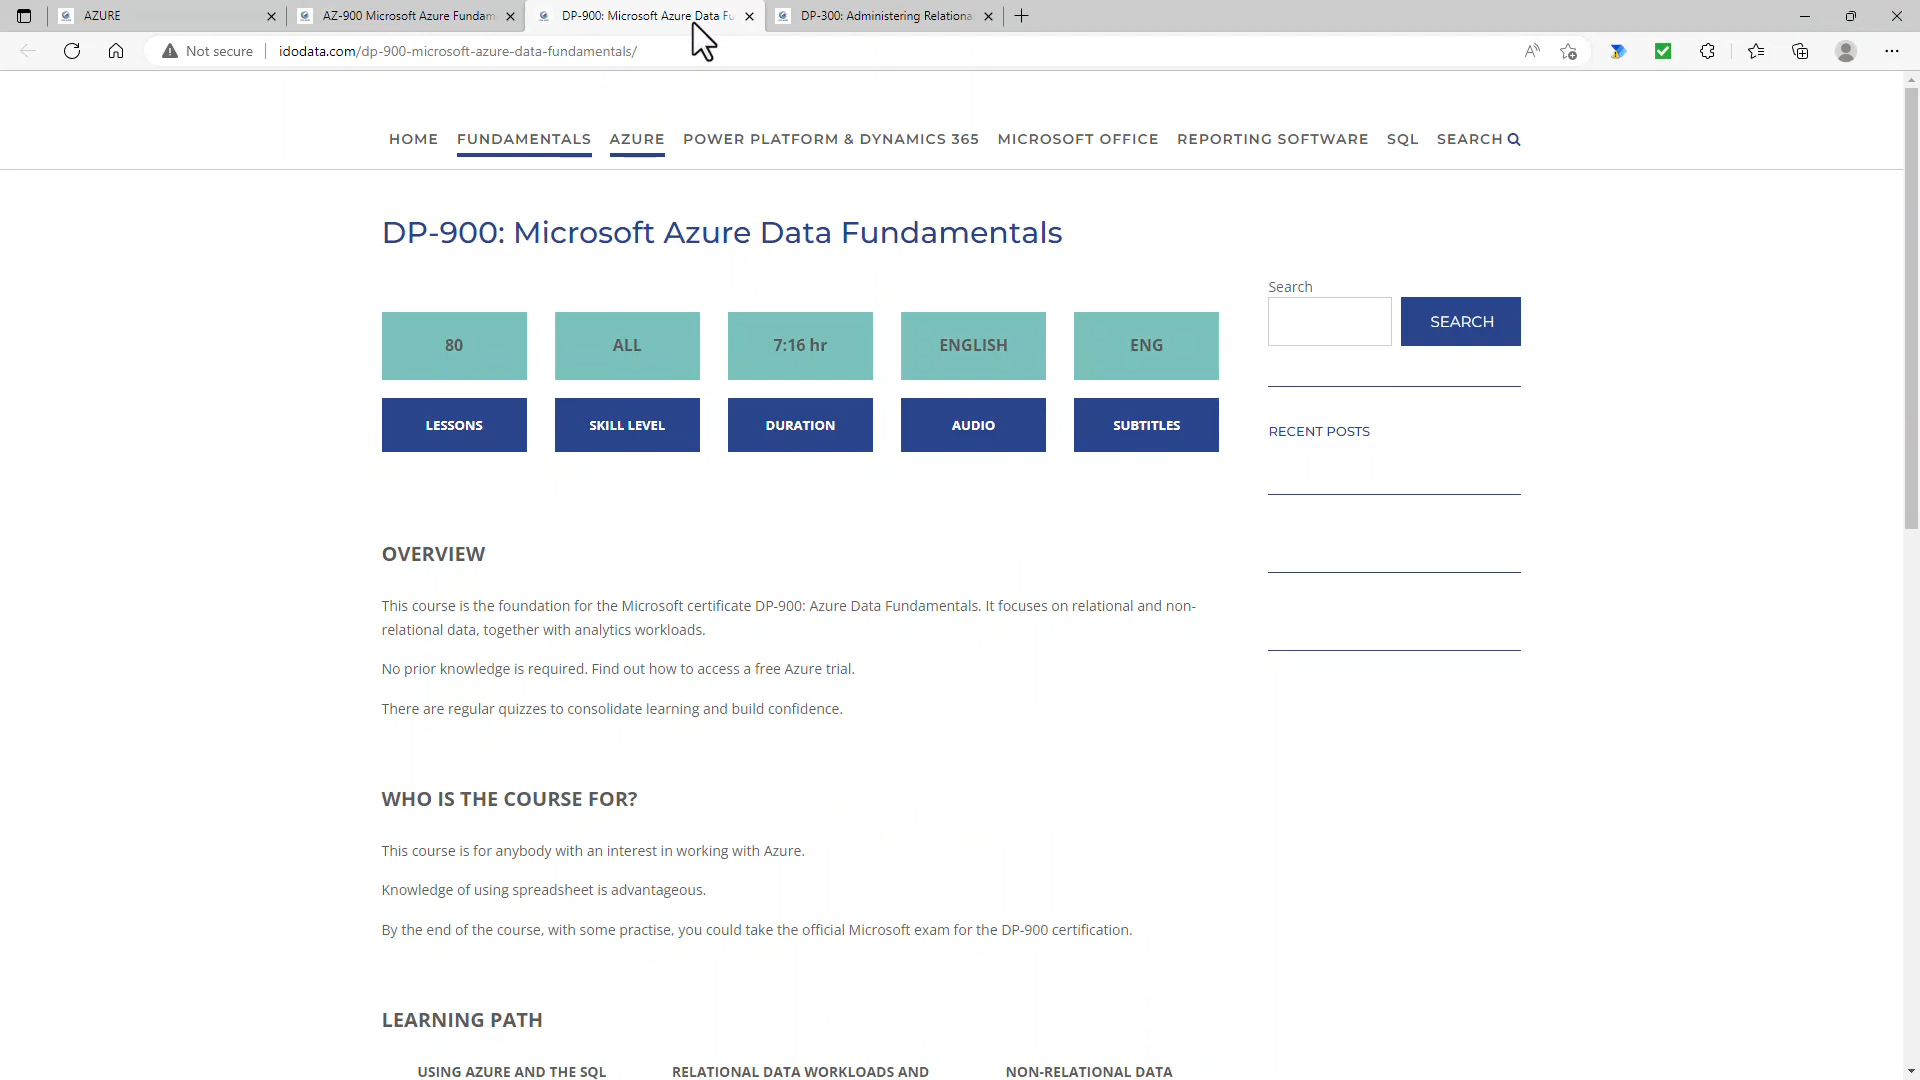 AZURE
AZ-900 Microsoft Azure Fundam
DP-900: Microsoft Azure Data Fu
DP-300: Administering Relationa
Not secure
idodata.com/dp-900-microsoft-azure-data-fundamentals/
HOME FUNDAMENTALS AZURE POWER PLATFORM & DYNAMICS 365 MICROSOFT OFFICE REPORTING SOFTWARE SQL SEARCH
DP-900: Microsoft Azure Data Fundamentals
Search
SEARCH
80 ALL 7:16 hr ENGLISH ENG
LESSONS SKILL LEVEL DURATION AUDIO SUBTITLES
RECENT POSTS
OVERVIEW
This course is the foundation for the Microsoft certificate DP-900: Azure Data Fundamentals. It focuses on relational and non-
relational data, together with analytics workloads.
No prior knowledge is required. Find out how to access a free Azure trial.
There are regular quizzes to consolidate learning and build confidence.
WHO IS THE COURSE FOR?
This course is for anybody with an interest in working with Azure.
Knowledge of using spreadsheet is advantageous.
By the end of the course, with some practise, you could take the official Microsoft exam for the DP-900 certification.
LEARNING PATH
USING AZURE AND THE SQL RELATIONAL DATA WORKLOADS AND NON-RELATIONAL DATA